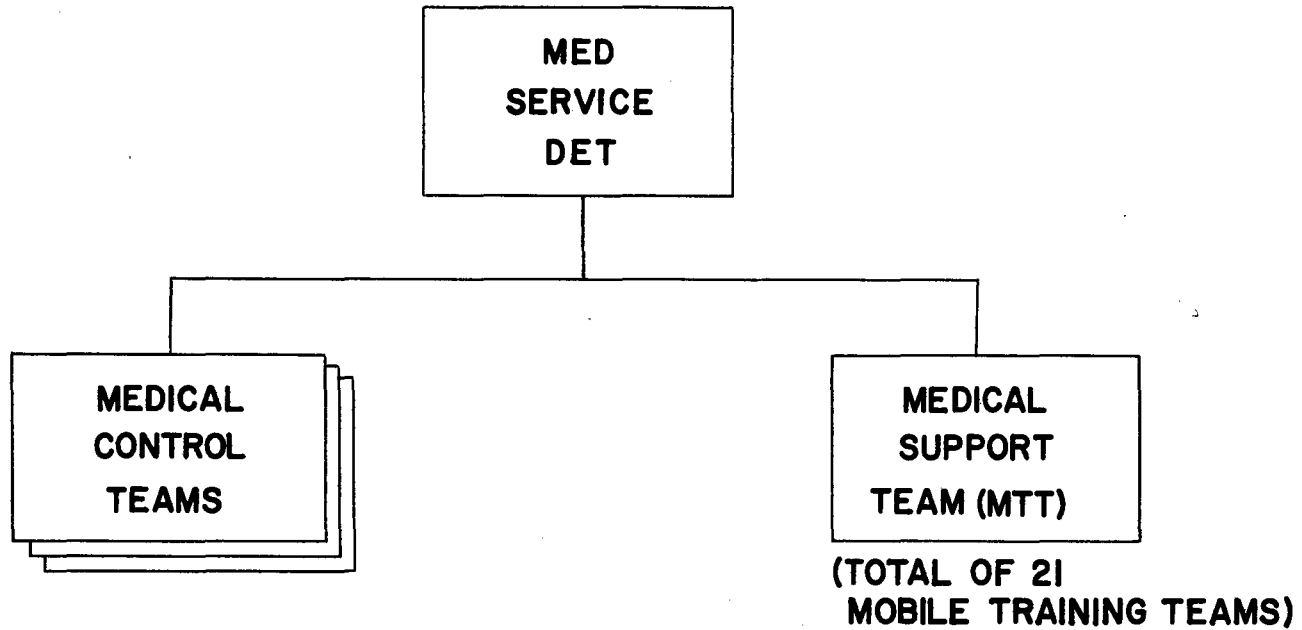 MED
SERVICE
DET
MEDICAL
CONTROL
TEAMS
MEDICAL
SUPPORT
TEAM (MTT)
(TOTAL OF 21
MOBILE TRAINING TEAMS)